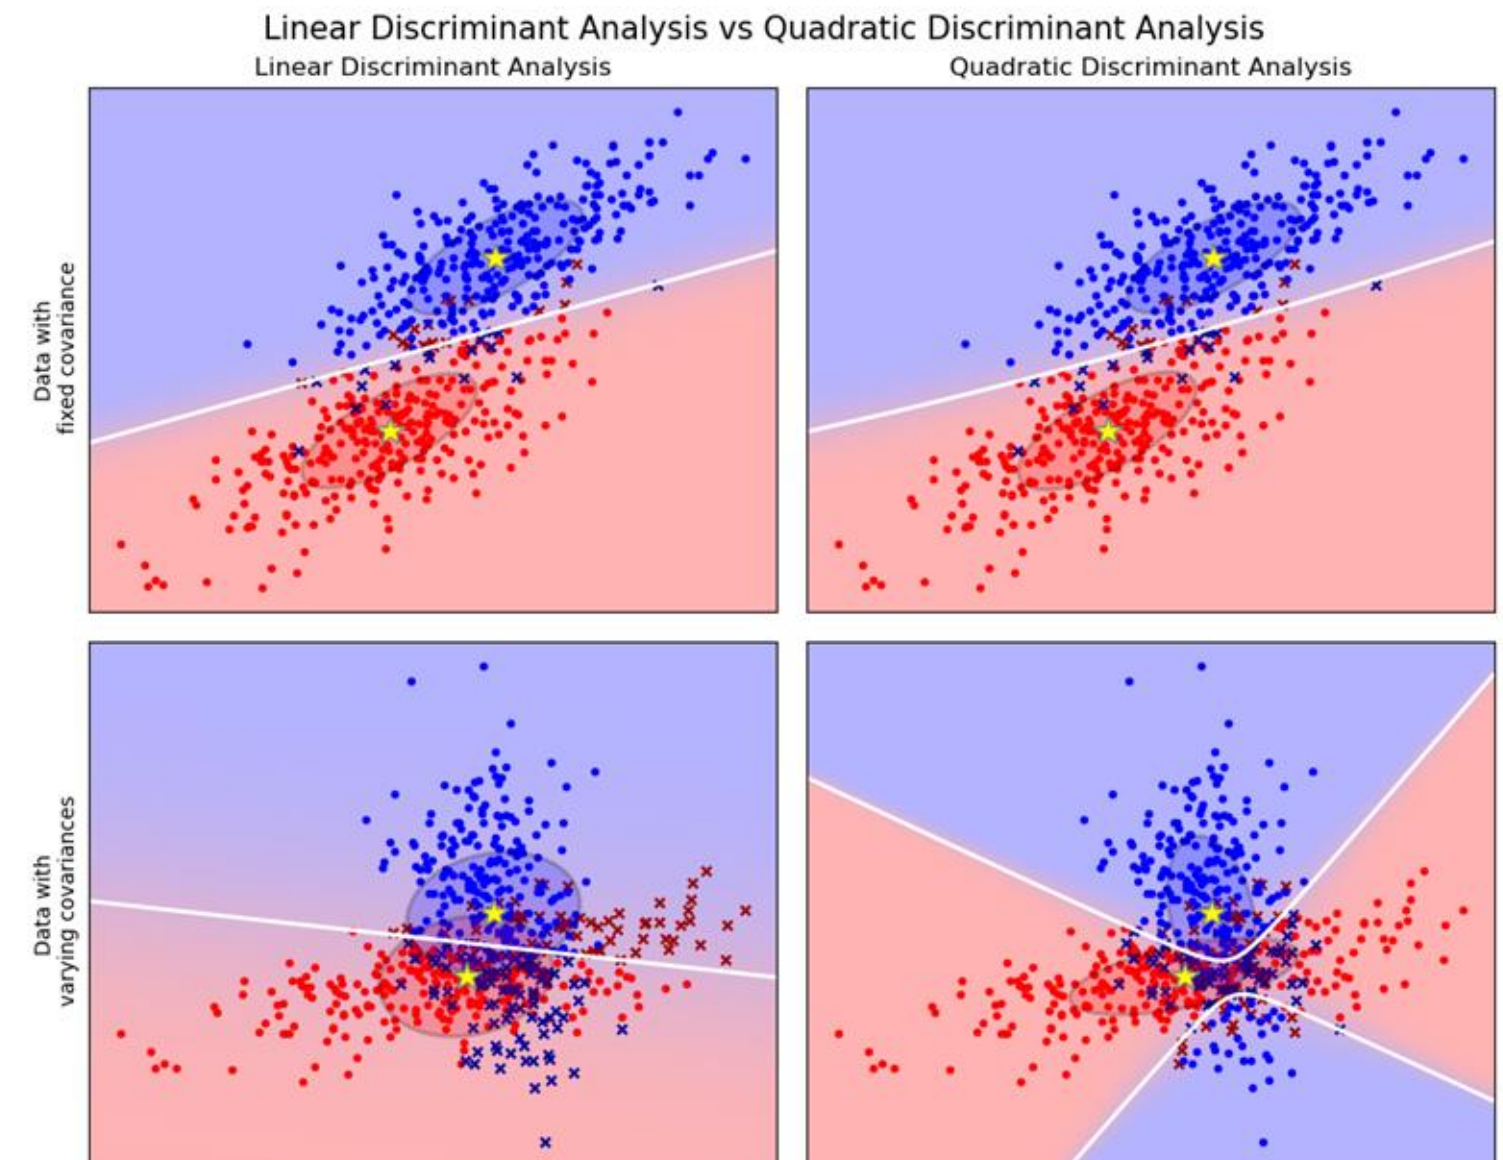 Linear Discriminant Analysis vs Quadratic Discriminant Analysis
Linear Discriminant Analysis
Quadratic Discriminant Analysis
Data with
fixed covariance
Data with
varying covariances